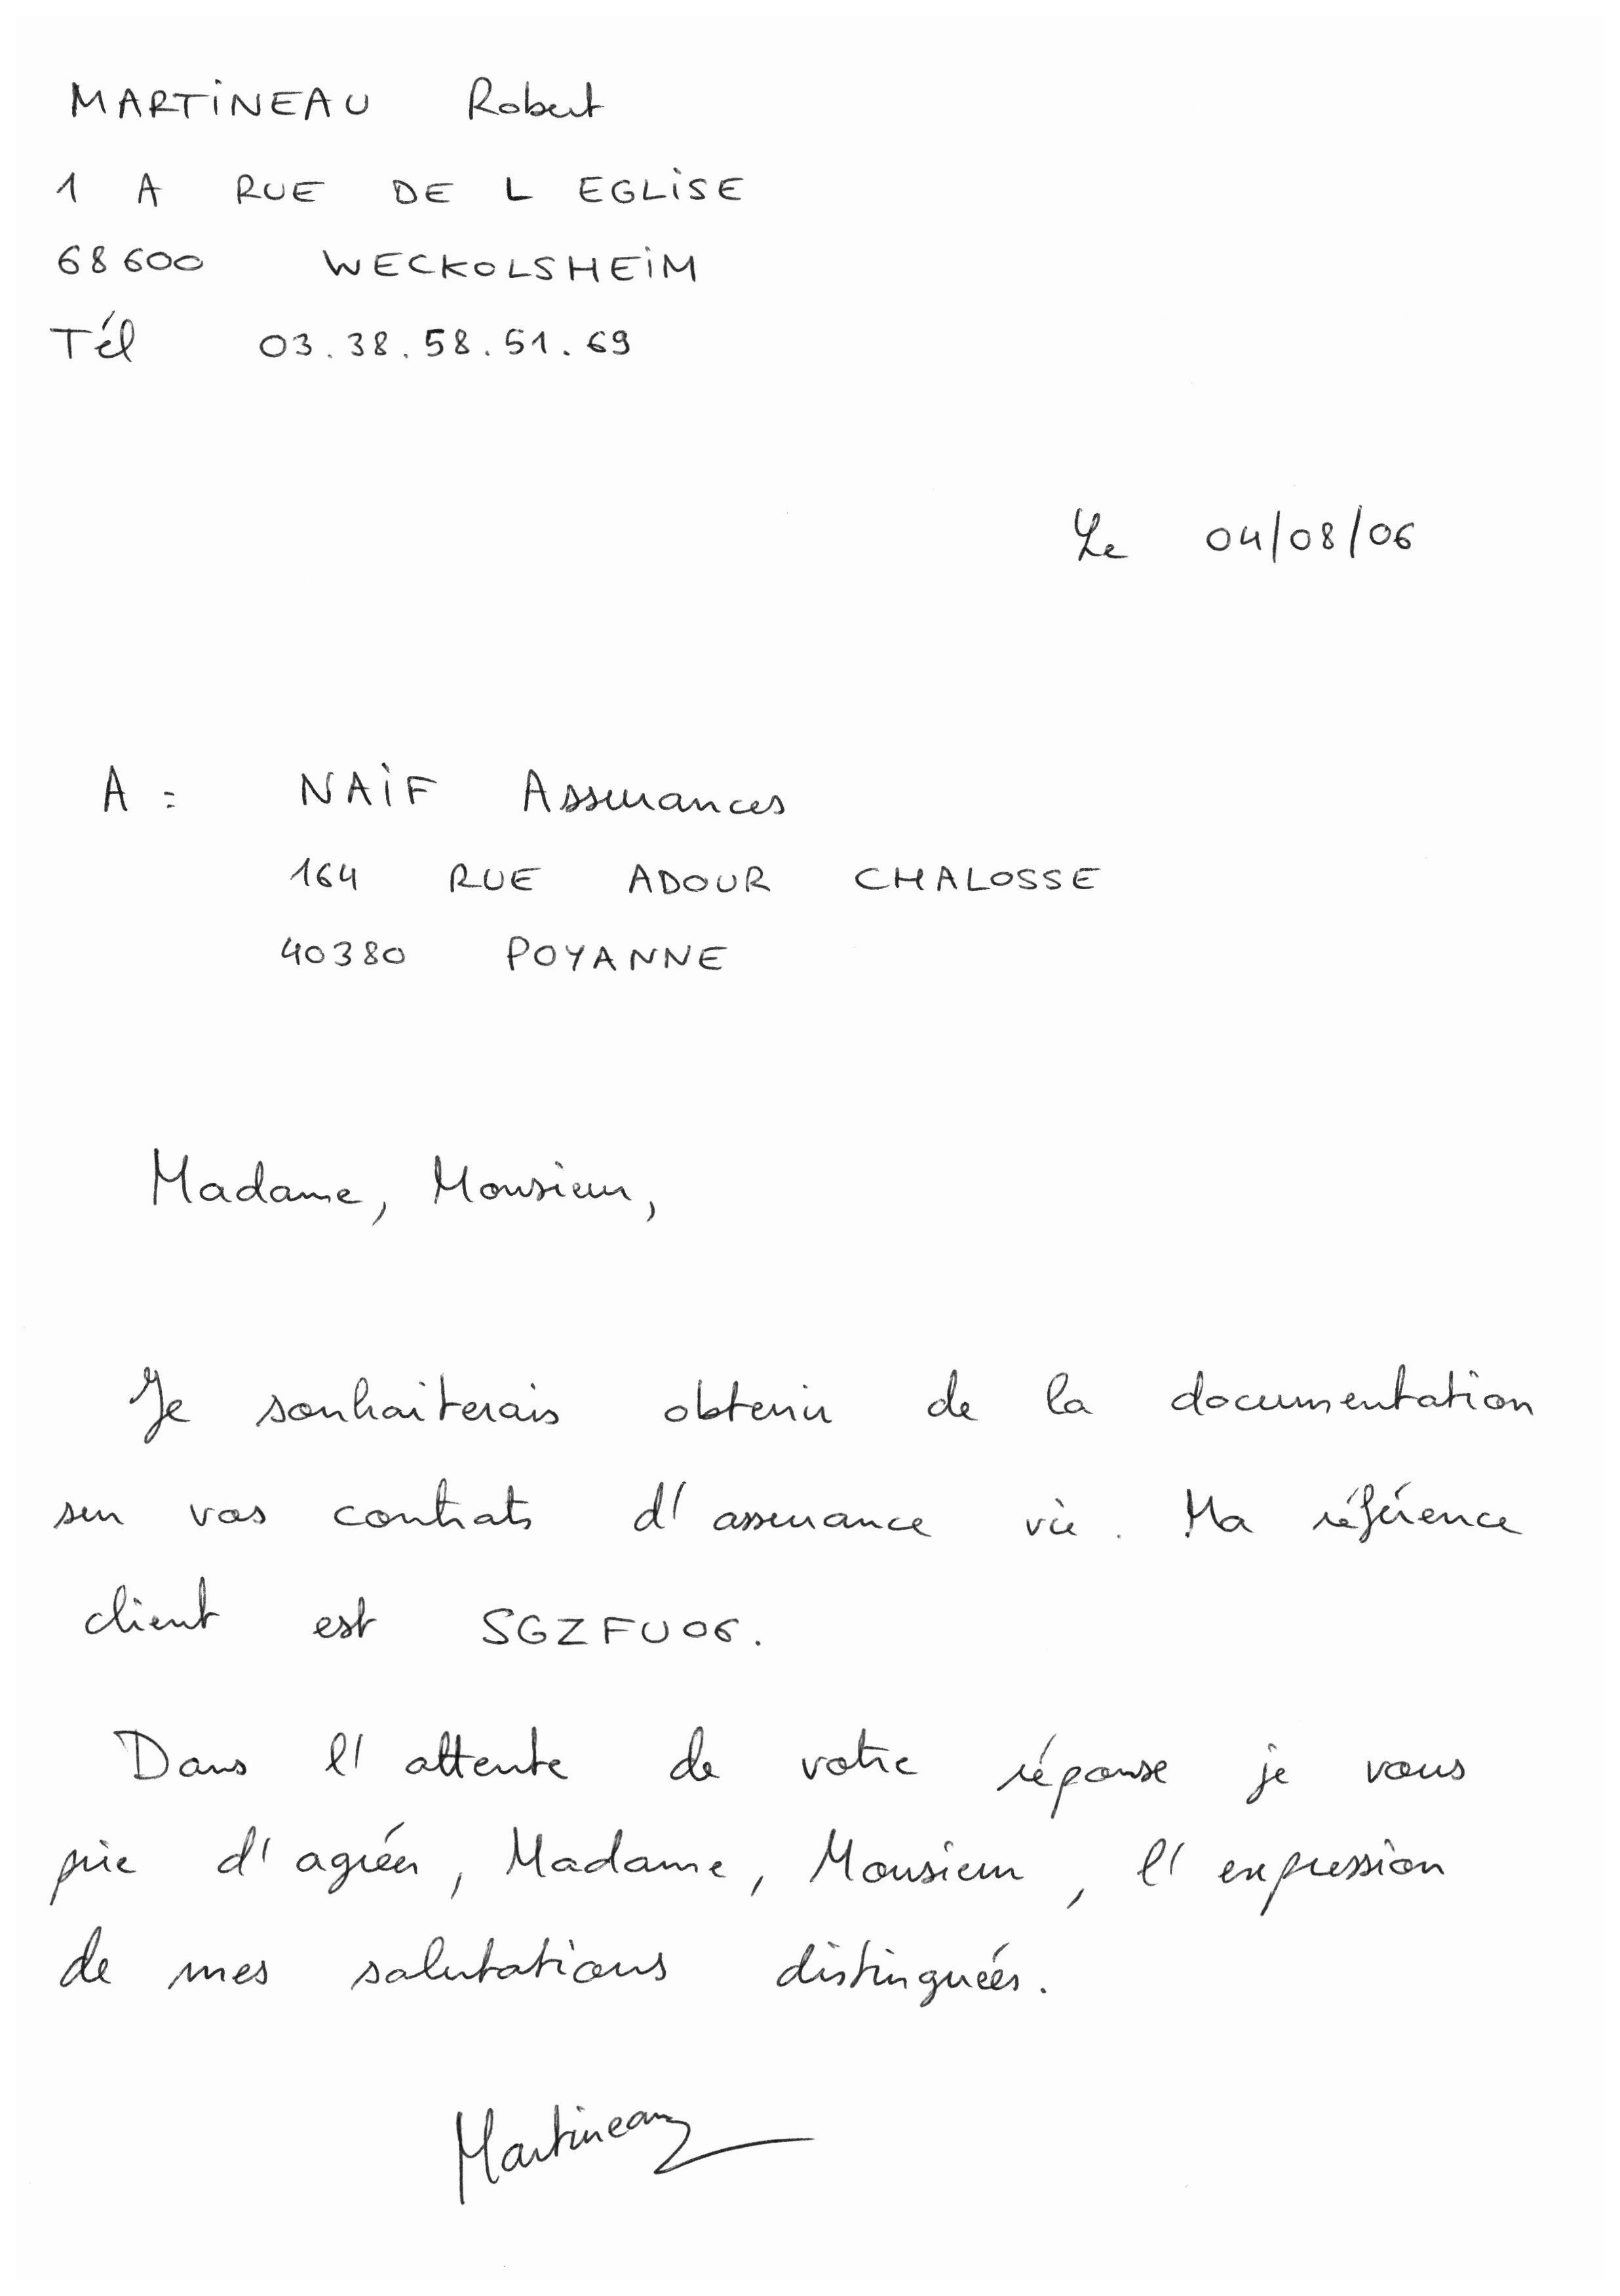 MARTINEAU Robert
1 A RUE DE L EGLISE
68600 WECKOLSHEIM
Tél 03.38.58.51.69
Le 04/08/06
A : NAIF Assurances
164 RUE ADOUR CHALOSSE
40380 POYANNE
Madame, Monsieur,
Je souhaiterais obtenir de la documentation
sur vos contrats d'assurance vie. Ma référence
client est SGZFU06.
Dans l'attente de votre réponse je vous
prie d'agréer, Madame, Monsieur, l'expression
de mes salutations distinguées.
Martineau